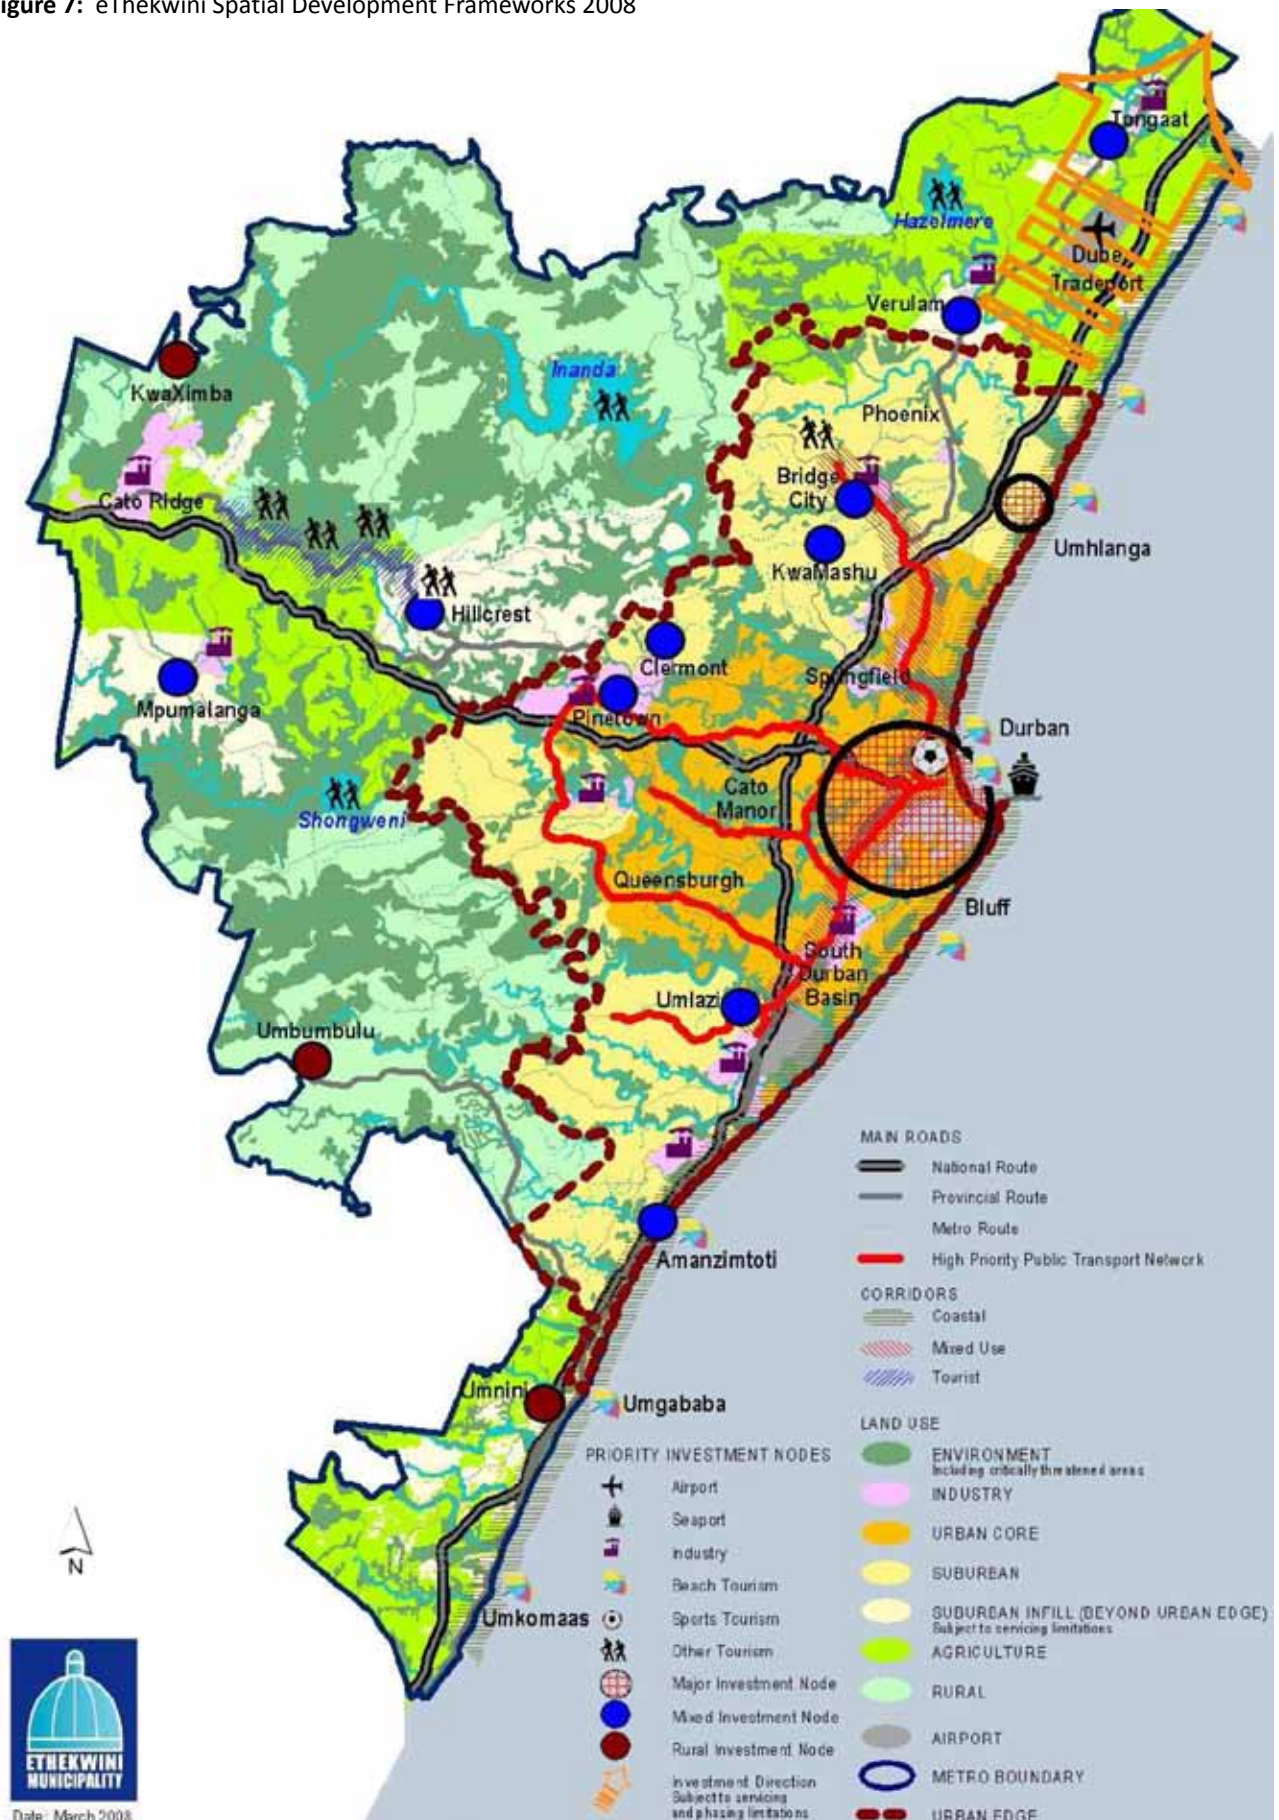 igure 7: eThekwini Spatial Development Frameworks 2008
Tongaat
Hazelmere
Dube
Tradeport
Verulam
Inanda
KwaXimba
Phoenix
Bridge
City
Cato Ridge
Umhlanga
KwaMashu
Hillcrest
Clermont
Springfield
Mpumalanga
Pinetown
Durban
Cato
Manor
Shongweni
Queensburgh
Bluff
South
Durban
Basin
Umlazi
Umbumbulu
Amanzimtoti
Umnini
Umgababa
Umkomaas
MAIN ROADS
National Route
Provincial Route
Metro Route
High Priority Public Transport Network
CORRIDORS
Coastal
Mixed Use
Tourist
PRIORITY INVESTMENT NODES
Airport
Seaport
Industry
Beach Tourism
Sports Tourism
Other Tourism
Major Investment Node
Mixed Investment Node
Rural Investment Node
Investment Direction
Subject to servicing
and phasing limitations
LAND USE
ENVIRONMENT
Including critically threatened areas
INDUSTRY
URBAN CORE
SUBURBAN
SUBURBAN INFILL (BEYOND URBAN EDGE)
Subject to servicing limitations
AGRICULTURE
RURAL
AIRPORT
METRO BOUNDARY
URBAN EDGE
N
ETHEKWINI
MUNICIPALITY
Date: March 2008